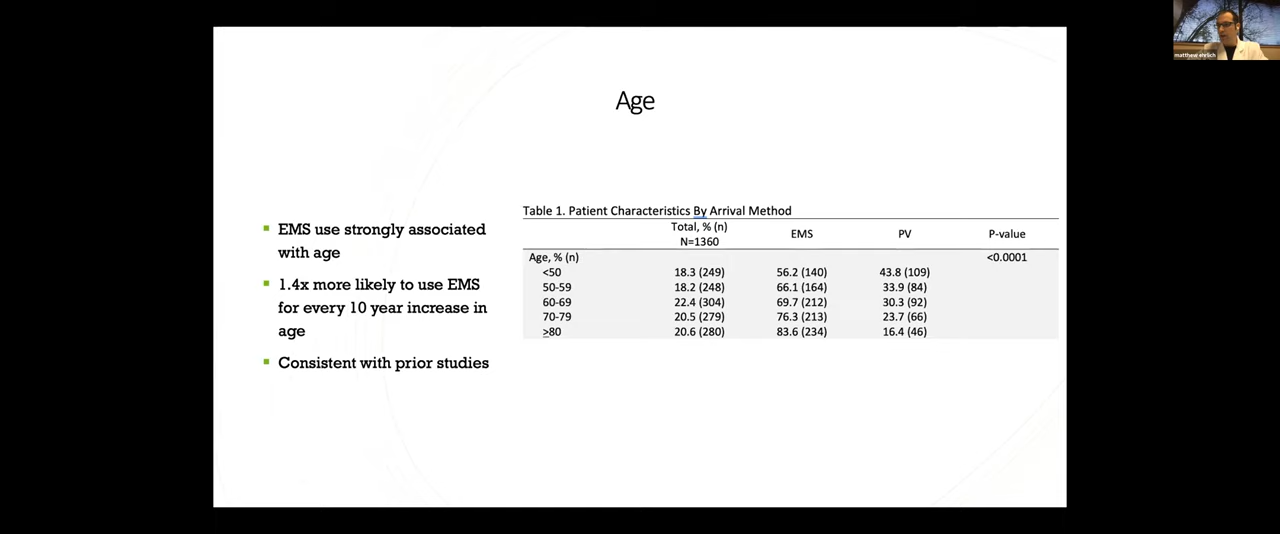 matthew ehrlich
Age
EMS use strongly associated
with age
1.4x more likely to use EMS
for every 10 year increase in
age
Consistent with prior studies
Table 1. Patient Characteristics By Arrival Method
Total, % (n)
N=1360 EMS PV P-value
Age, % (n) <0.0001
<50 18.3 (249) 56.2 (140) 43.8 (109)
50-59 18.2 (248) 66.1 (164) 33.9 (84)
60-69 22.4 (304) 69.7 (212) 30.3 (92)
70-79 20.5 (279) 76.3 (213) 23.7 (66)
≥80 20.6 (280) 83.6 (234) 16.4 (46)